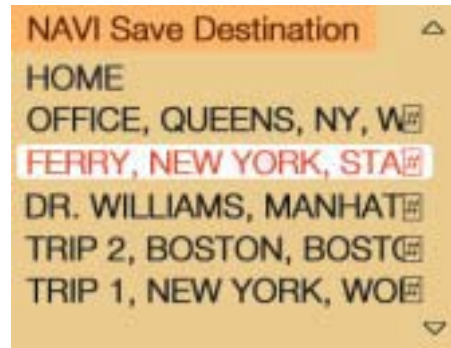 NAVI Save Destination
HOME
OFFICE, QUEENS, NY, W
FERRY, NEW YORK, STA
DR. WILLIAMS, MANHAT
TRIP 2, BOSTON, BOST
TRIP 1, NEW YORK, WO